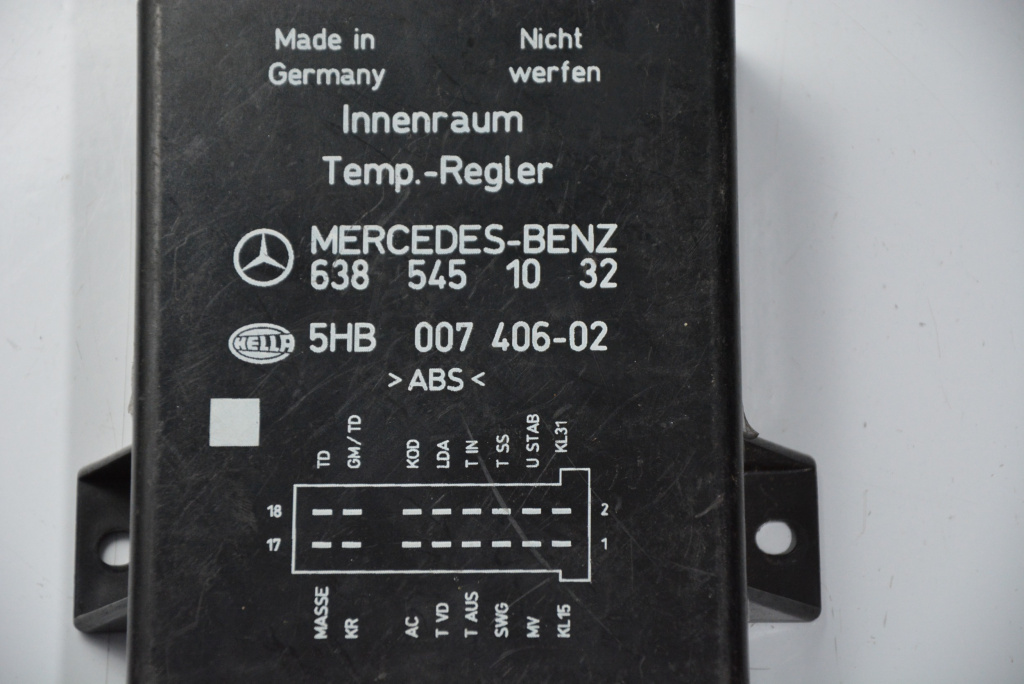 Made in Nicht
Germany werfen
Innenraum
Temp.-Regler
MERCEDES-BENZ
638 545 10 32
HELLA 5HB 007 406-02
>ABS<
TD GM/TD KOD LDA T IN T SS U STAB KL31
18 2
17 1
MASSE KR AC T VD T AUS SWG MV KL15